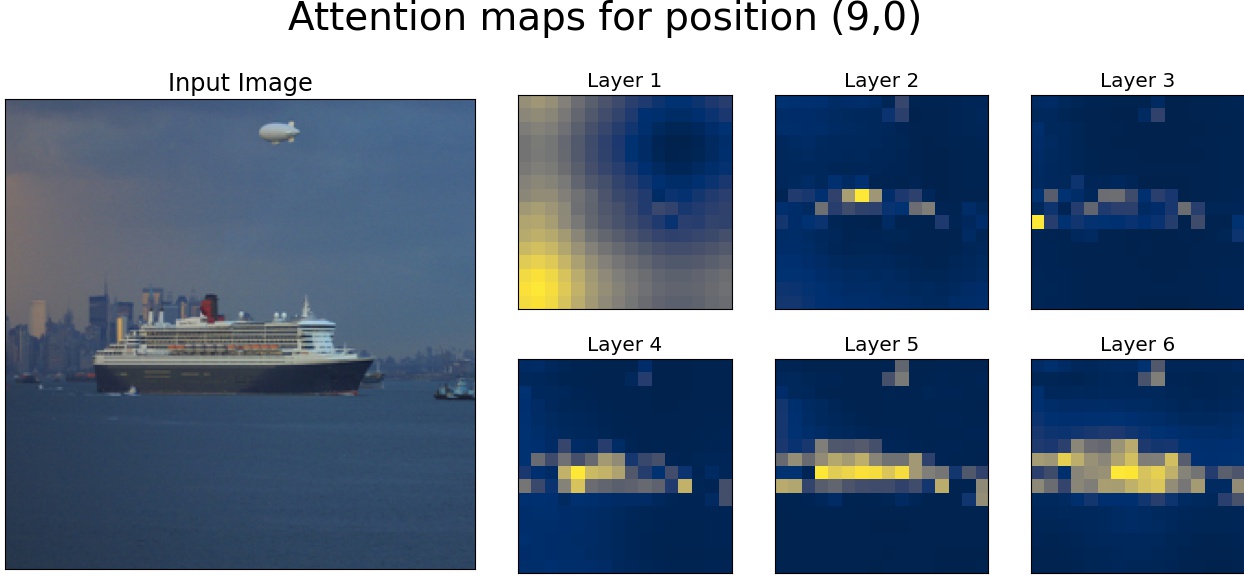 Attention maps for position (9,0)
Input Image
Layer 1
Layer 2
Layer 3
Layer 4
Layer 5
Layer 6